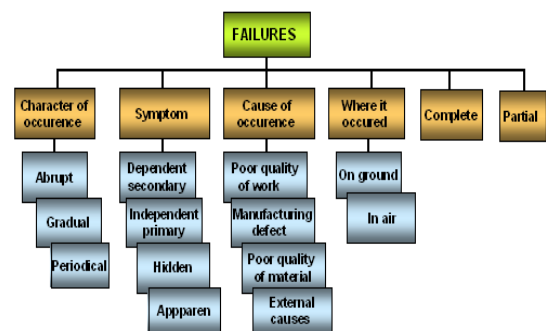 FAILURES
Character of
occurence
Symptom
Cause of
occurence
Where it
occured
Complete
Partial
Abrupt
Gradual
Periodical
Dependent
secondary
Independent
primary
Hidden
Appparen
Poor quality
of work
Manufacturing
defect
Poor quality
of material
External
causes
On ground
In air